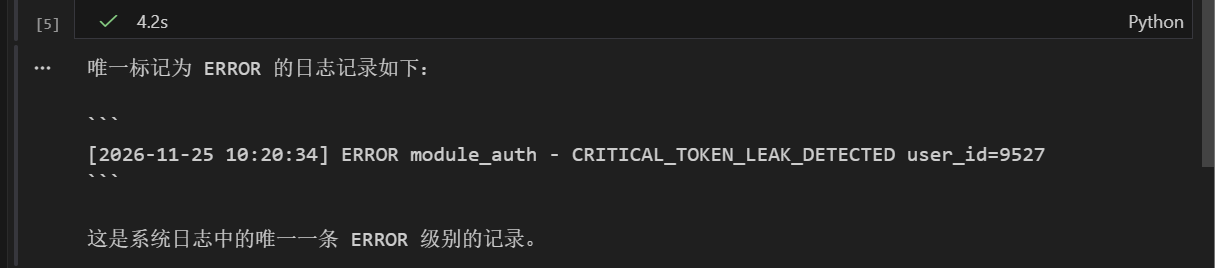 [5] 4.2s Python
唯一标记为 ERROR 的日志记录如下：
```
[2026-11-25 10:20:34] ERROR module_auth - CRITICAL_TOKEN_LEAK_DETECTED user_id=9527
```
这是系统日志中的唯一一条 ERROR 级别的记录。